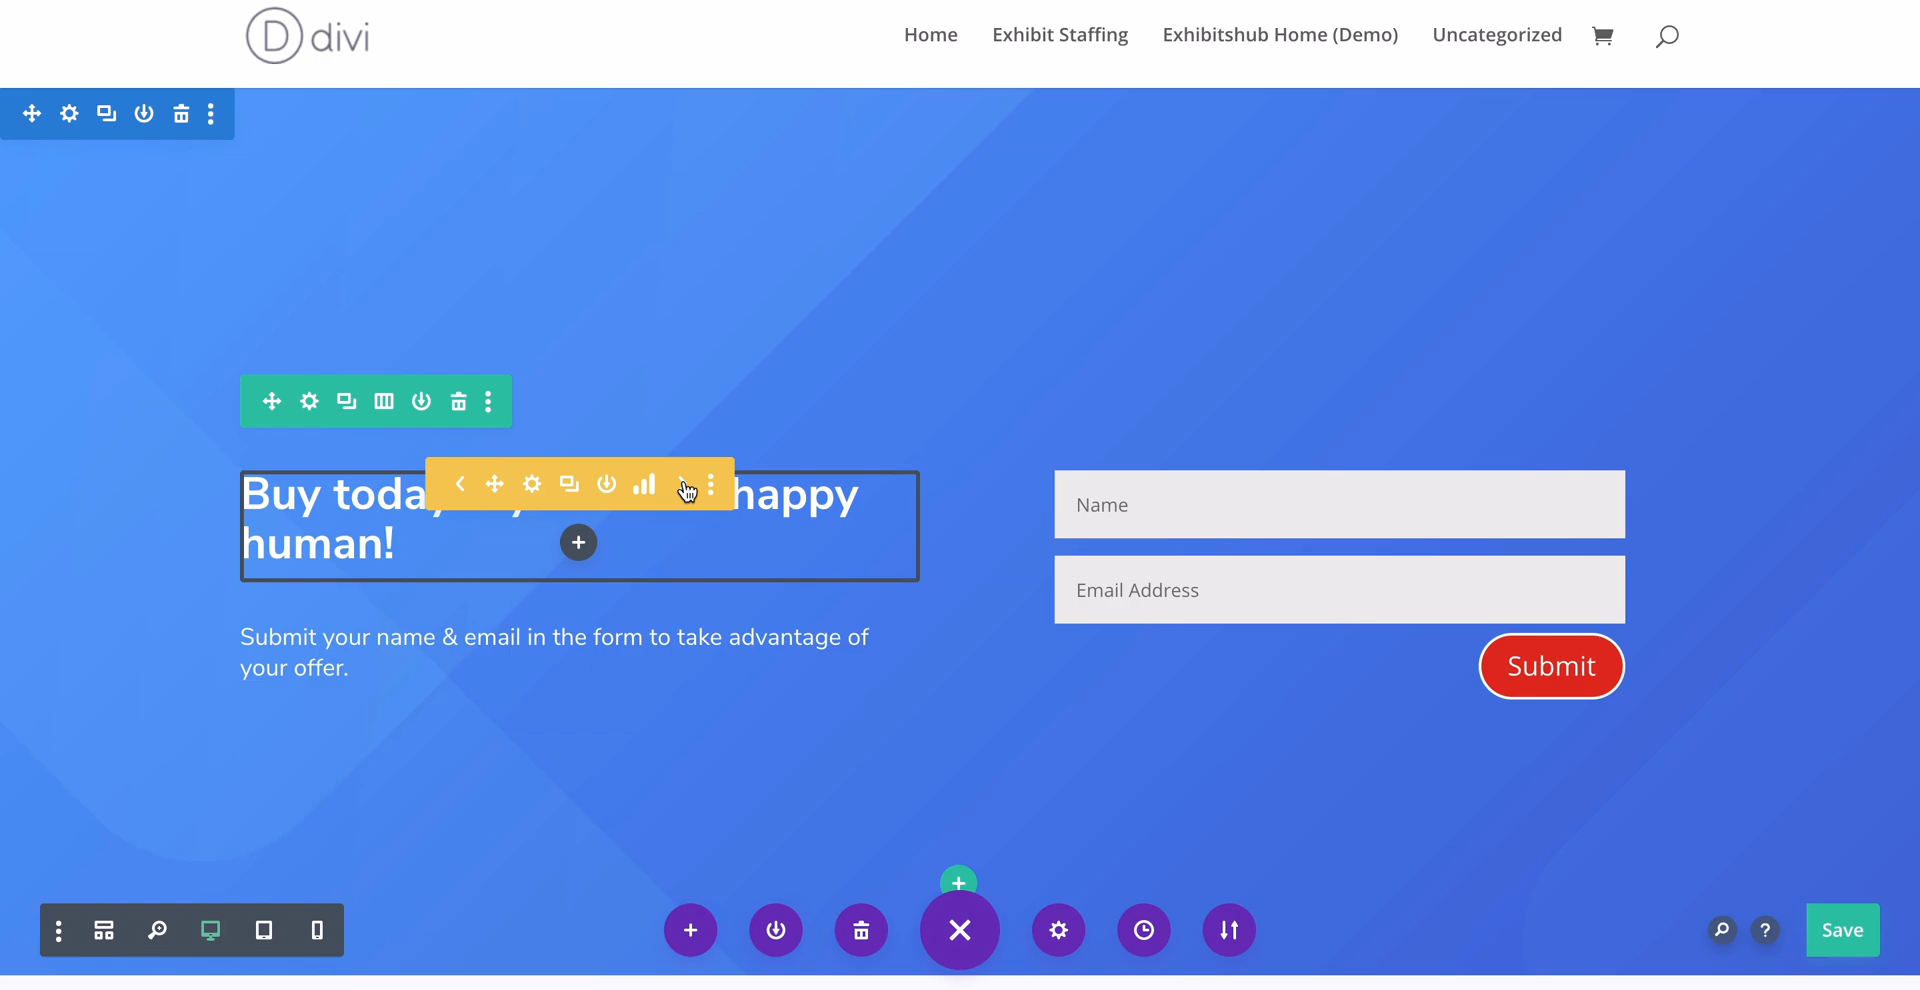 D divi
Home Exhibit Staffing Exhibitshub Home (Demo) Uncategorized
Buy happy
human!
Submit your name & email in the form to take advantage of
your offer.
Name
Email Address
Submit
? Save